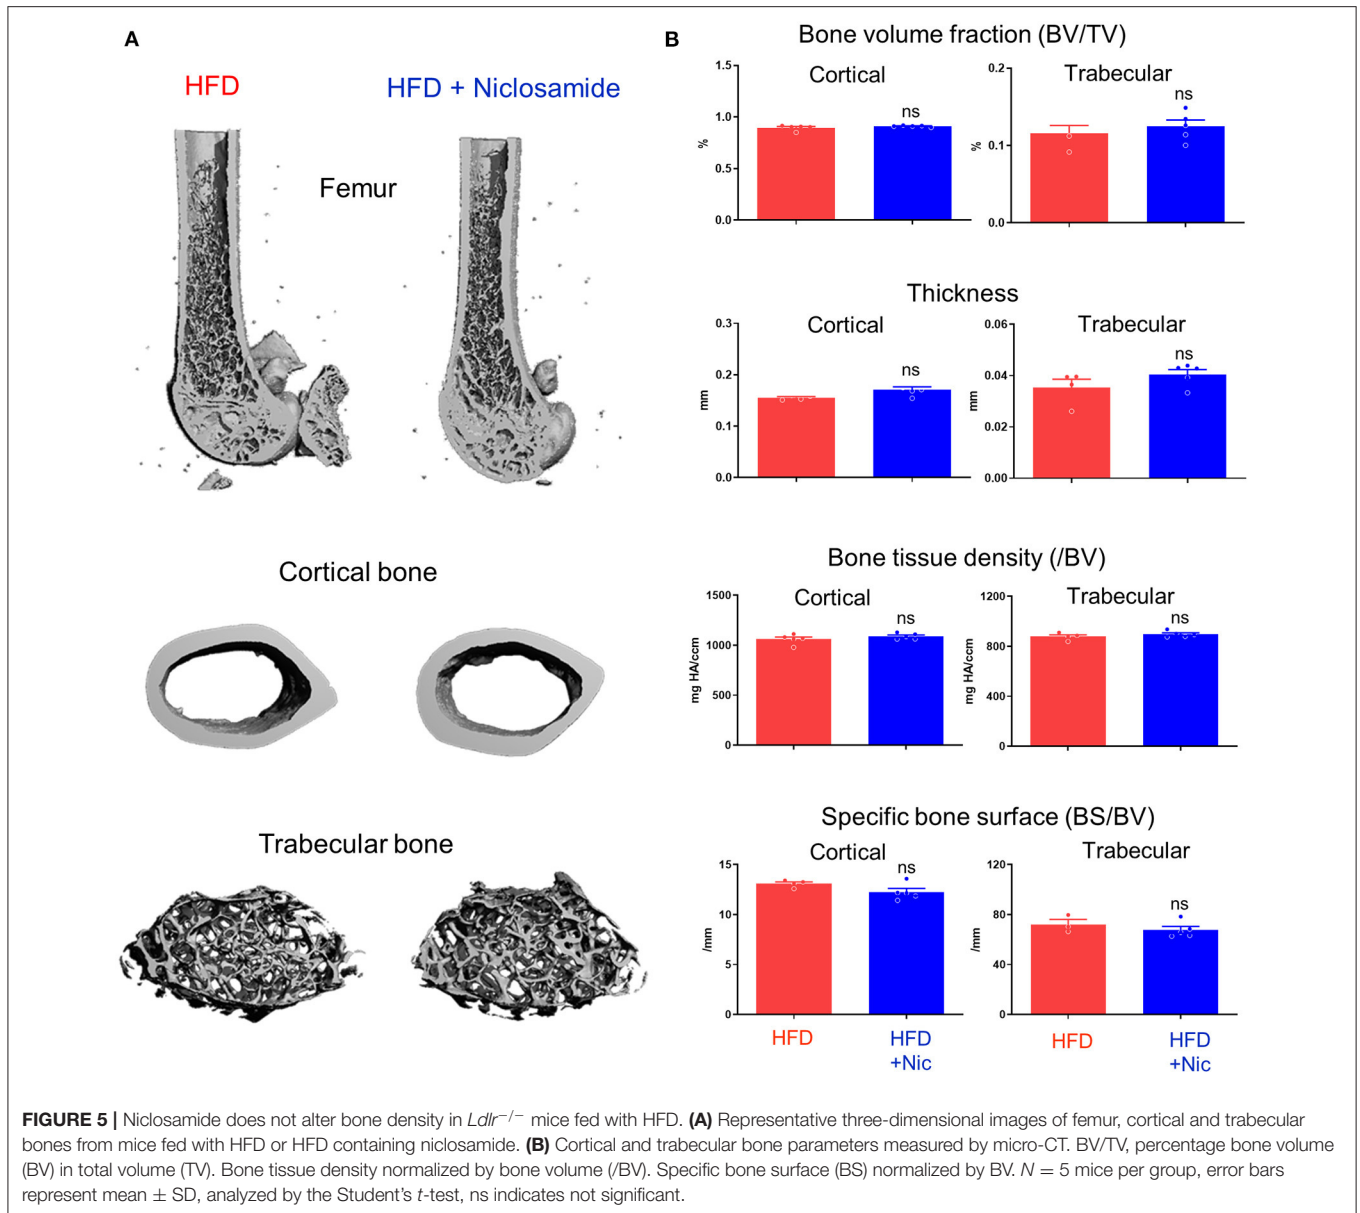 A
HFD
HFD + Niclosamide
Femur
Cortical bone
Trabecular bone
B
Bone volume fraction (BV/TV)
Cortical
1.5
1.0
0.5
0.0
%
ns
Trabecular
0.2
0.1
0.0
%
ns
Thickness
Cortical
0.3
0.2
0.1
0.0
mm
ns
Trabecular
0.06
0.04
0.02
0.00
mm
ns
Bone tissue density (/BV)
Cortical
1500
1000
500
0
mg HA/ccm
ns
Trabecular
1200
800
400
0
mg HA/ccm
ns
Specific bone surface (BS/BV)
Cortical
15
10
5
0
/mm
ns
HFD
HFD
+Nic
Trabecular
120
80
40
0
/mm
ns
HFD
HFD
+Nic
FIGURE 5 | Niclosamide does not alter bone density in Ldlr−/− mice fed with HFD. (A) Representative three-dimensional images of femur, cortical and trabecular
bones from mice fed with HFD or HFD containing niclosamide. (B) Cortical and trabecular bone parameters measured by micro-CT. BV/TV, percentage bone volume
(BV) in total volume (TV). Bone tissue density normalized by bone volume (/BV). Specific bone surface (BS) normalized by BV. N = 5 mice per group, error bars
represent mean ± SD, analyzed by the Student's t-test, ns indicates not significant.